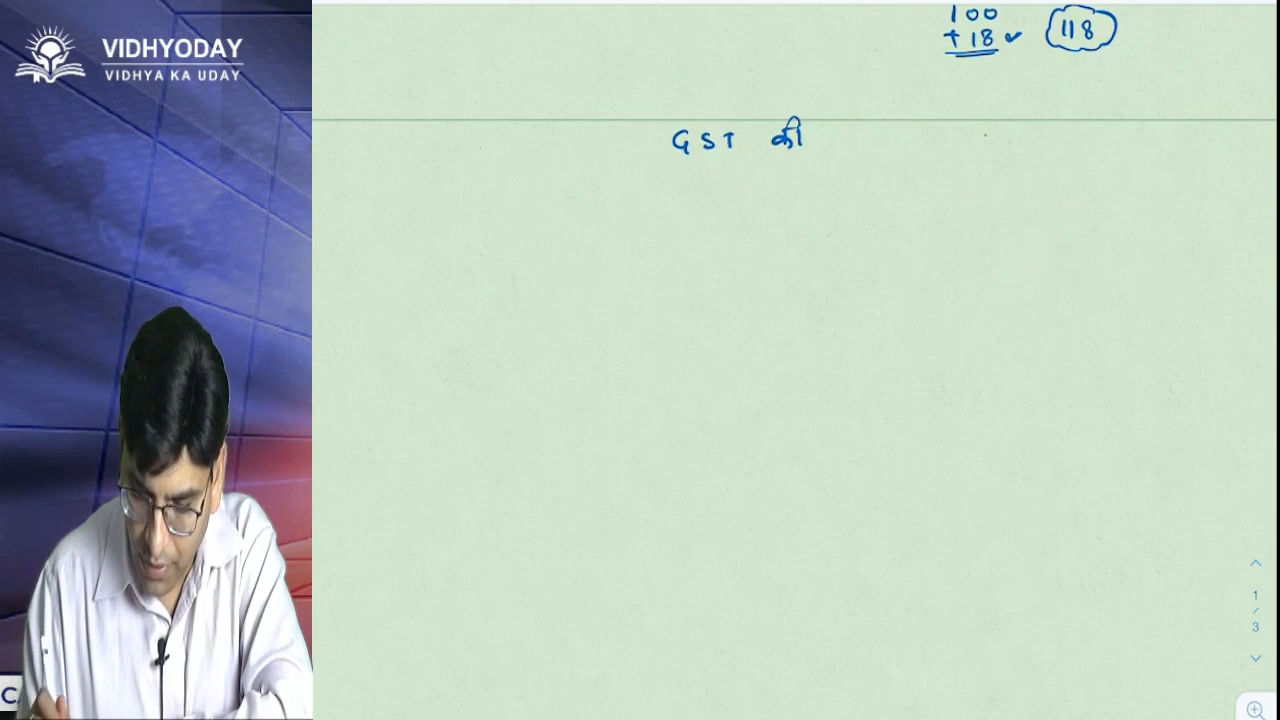 VIDHYODAY
VIDHYA KA UDAY
100
+ 18 ✓ 118
GST की
1
/
3
C